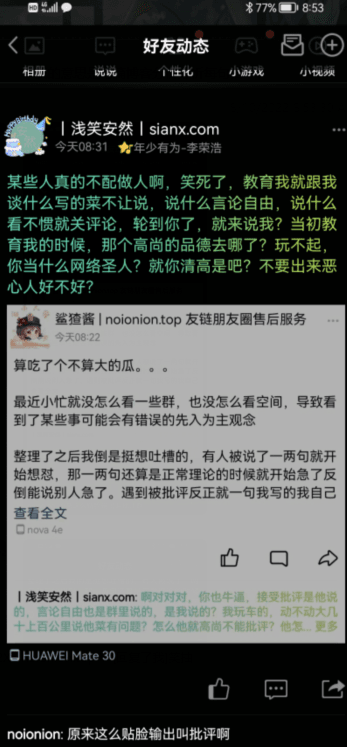 HD 77% 8:53
好友动态
相册 说说 个性化 小游戏 小视频
丨浅笑安然丨sianx.com
今天08:31 年少有为-李荣浩
某些人真的不配做人啊，笑死了，教育我就跟我
谈什么写的菜不让说，说什么言论自由，说什么
看不惯就关评论，轮到你了，就来说我？当初教
育我的时候，那个高尚的品德去哪了？玩不起，
你当什么网络圣人？就你清高是吧？不要出来恶
心人好不好？
鲨渣酱 | noionion.top 友链朋友圈售后服务
今天08:22
算吃了个不算大的瓜。。。
最近小忙就没怎么看一些群，也没怎么看空间，导致看
到了某些事可能会有错误的先入为主观念
整理了之后我倒是挺想吐槽的，有人被说了一两句就开
始想怼，那一两句还算是正常理论的时候就开始急了反
倒能说别人急了。遇到被批评反正就一句我写的我自己
查看全文
nova 4e
丨浅笑安然丨sianx.com: 啊对对对，你也牛逼，接受批评是他说
的，言论自由也是群里说的，是我说的？我玩车的，动不动大几
十上百公里说他菜有问题？怎么他就高尚不能批评？他怎... 更多
HUAWEI Mate 30
noionion: 原来这么贴脸输出叫批评啊